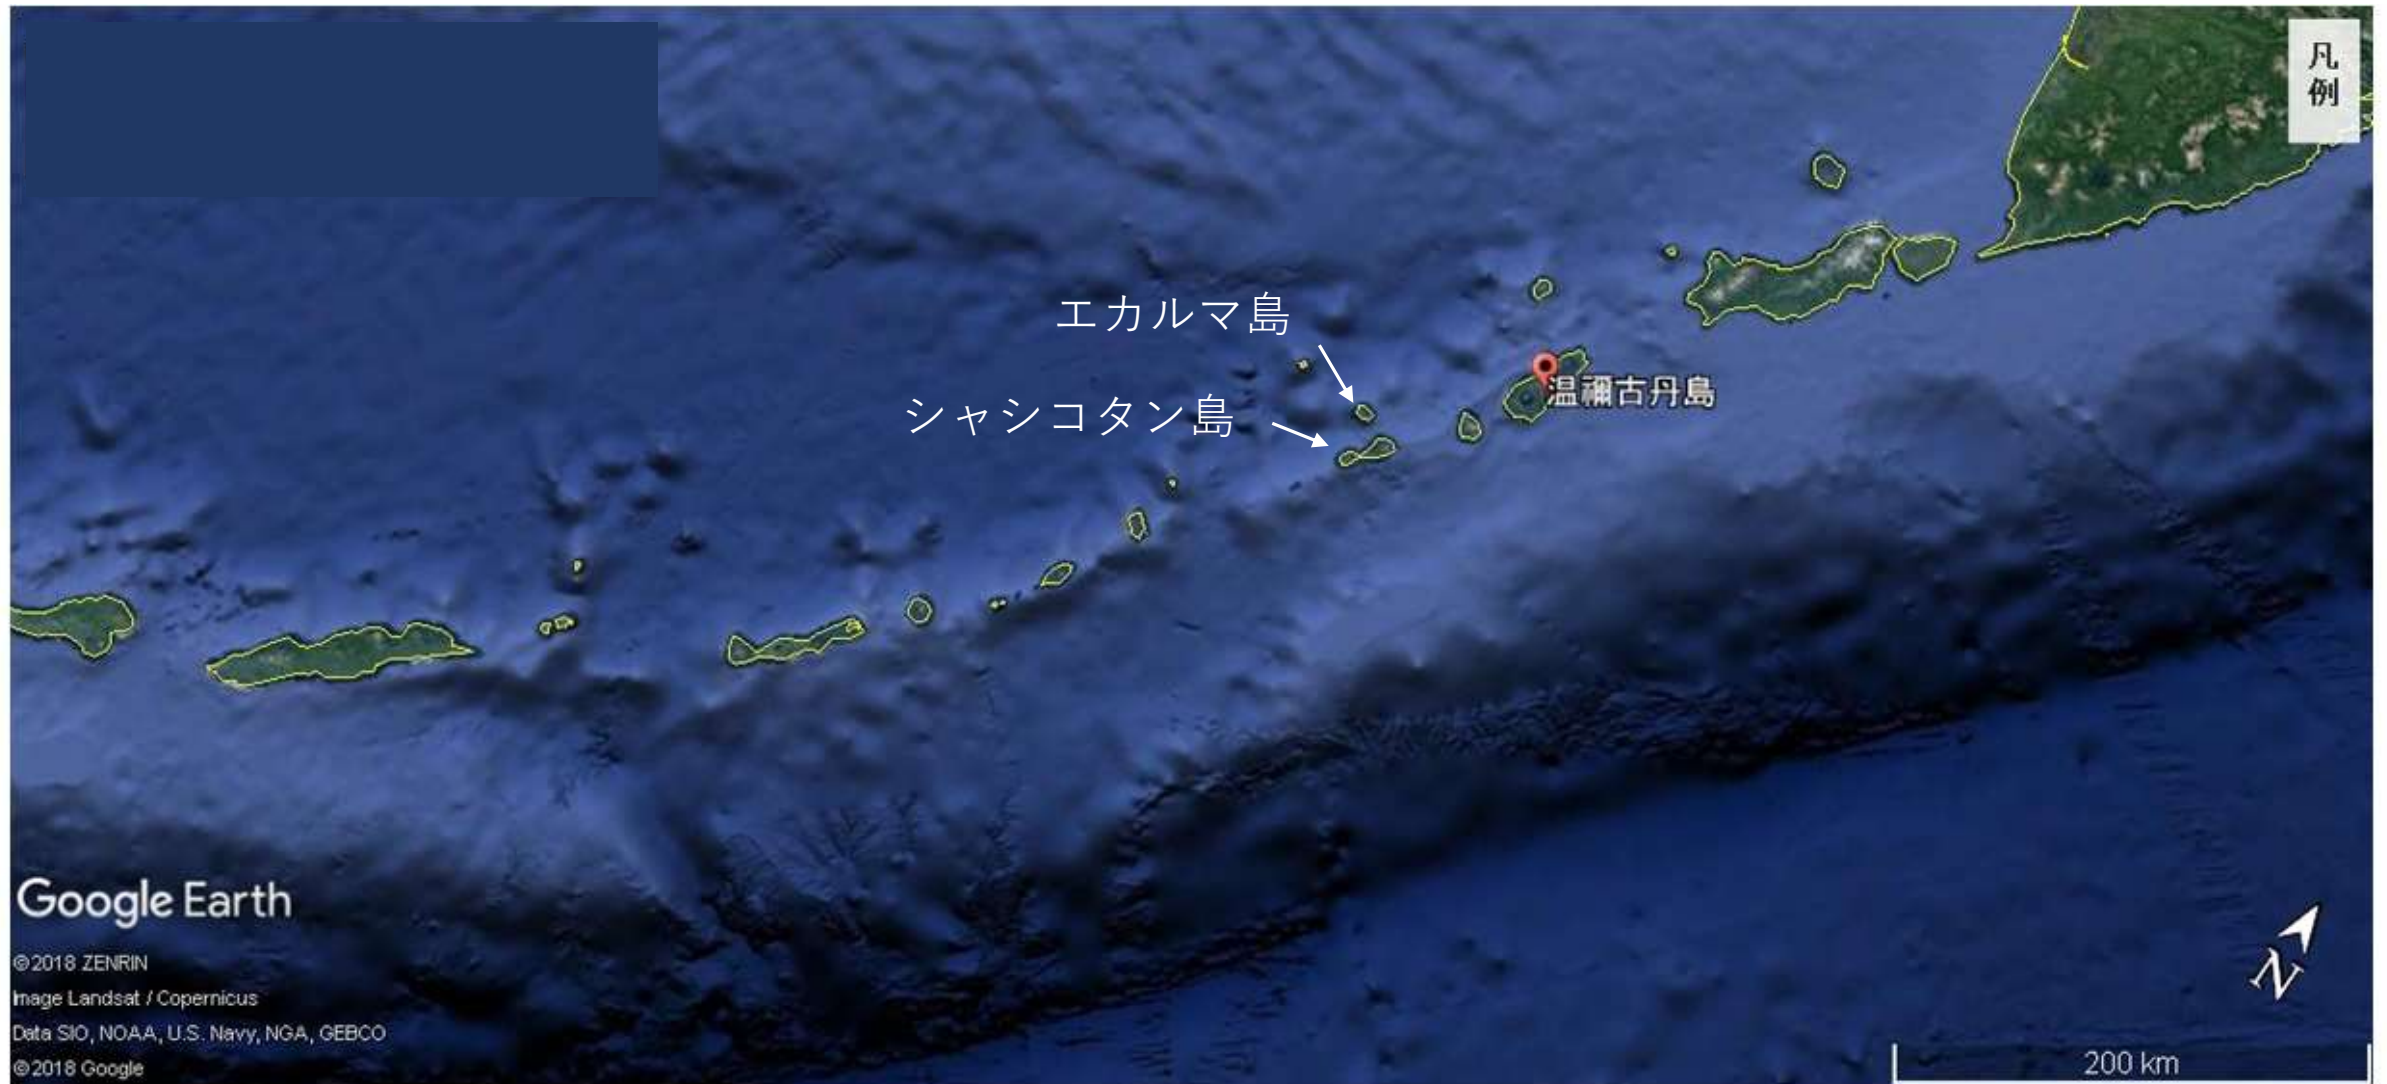 凡例
エカルマ島
シャシコタン島
温禰古丹島
Google Earth
©2018 ZENRIN
Image Landsat / Copernicus
Data SIO, NOAA, U.S. Navy, NGA, GEBCO
©2018 Google
N
200 km